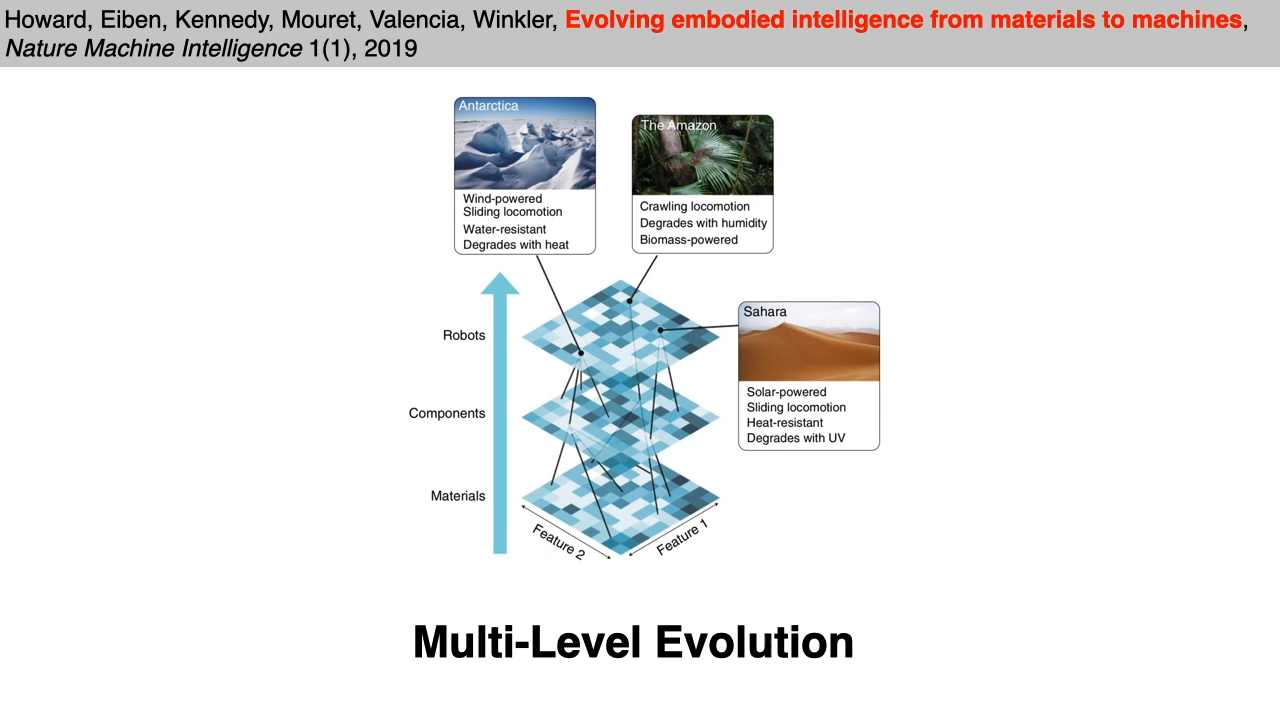 Howard, Eiben, Kennedy, Mouret, Valencia, Winkler, Evolving embodied intelligence from materials to machines,
Nature Machine Intelligence 1(1), 2019
Antarctica
Wind-powered
Sliding locomotion
Water-resistant
Degrades with heat
The Amazon
Crawling locomotion
Degrades with humidity
Biomass-powered
Sahara
Solar-powered
Sliding locomotion
Heat-resistant
Degrades with UV
Robots
Components
Materials
Feature 2
Feature 1
Multi-Level Evolution